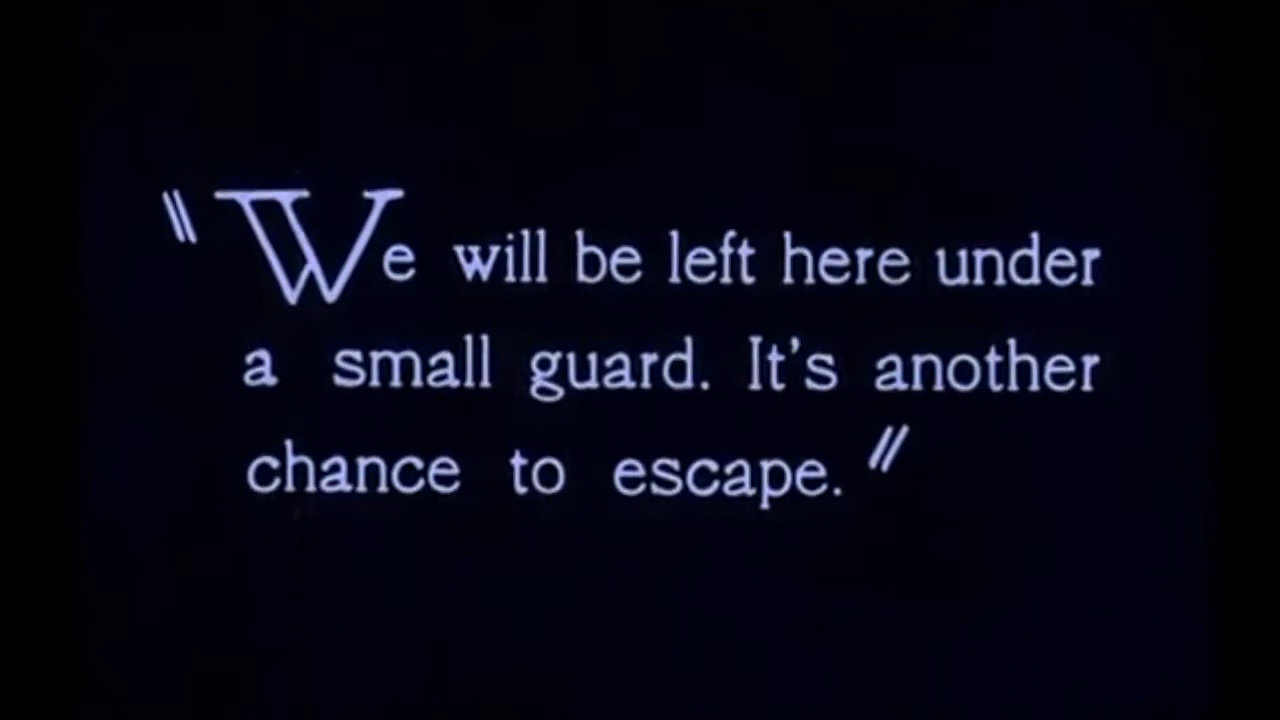 "We will be left here under
a small guard. It's another
chance to escape."